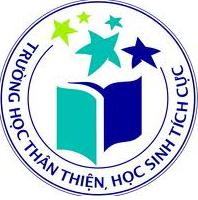 TRƯỜNG HỌC THÂN THIỆN, HỌC SINH TÍCH CỰC